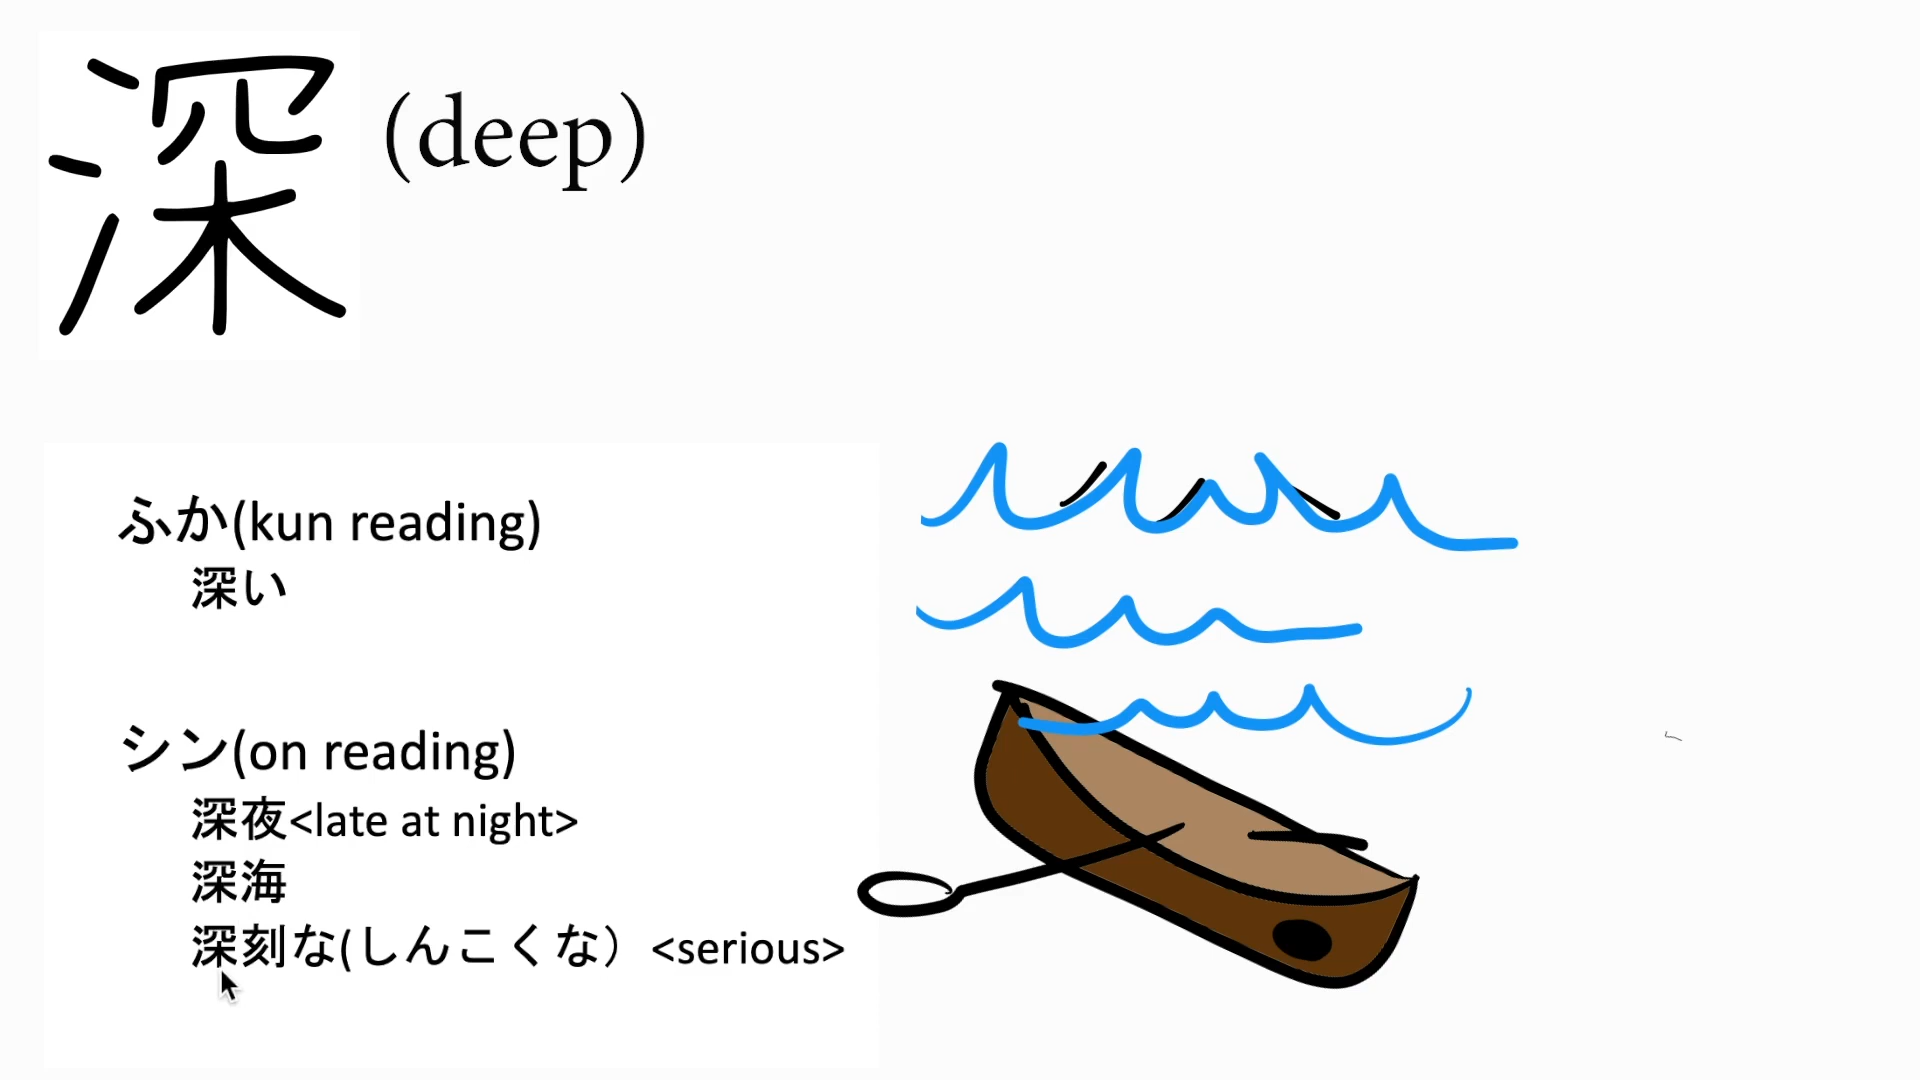 深 (deep)
ふか(kun reading)
深い
シン(on reading)
深夜<late at night>
深海
深刻な(しんこくな）<serious>